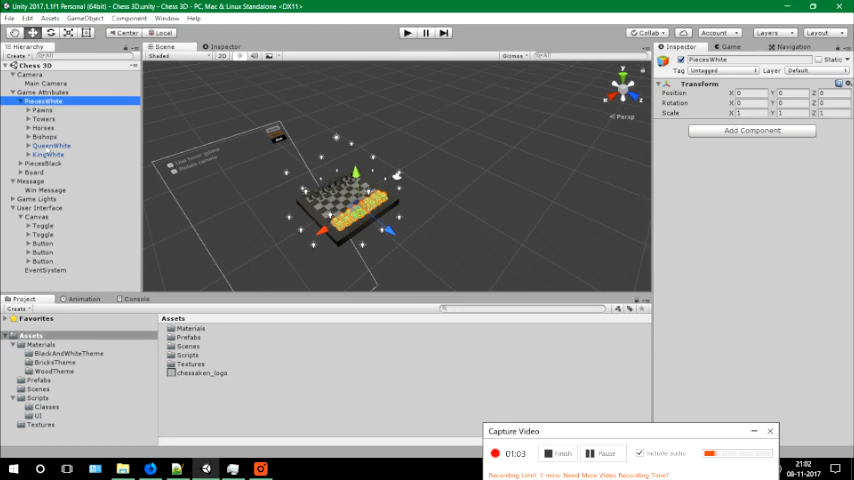 Unity 2017.1.1f1 (64bit) - Chess 3D.unity - Chess 3D - PC, Mac & Linux Standalone <DX11>
File Edit Assets GameObject Component Window Help
Center Local Collab Account Layers Layout
Hierarchy Scene Inspector Inspector Game Navigation
Create All Shaded 2D Gizmos All PiecesWhite Static
Chess 3D
Tag Untagged Layer Default
Camera
Main Camera
Transform
Game Attributes
Position X 0 Y 0 Z 0
PiecesWhite
Rotation X 0 Y 0 Z 0
Pawns
Scale X 1 Y 1 Z 1
Towers
Horses
Add Component
Bishops
QueenWhite
KingWhite
PiecesBlack
Board
Message
Win Message
Game Lights
User Interface
Canvas
Toggle
Toggle
Button
Button
Button
EventSystem
Persp
Rotate camera
Project Animation Console
Create
Favorites
Assets
Materials
BlackAndWhiteTheme
BricksTheme
WoodTheme
Prefabs
Scenes
Scripts
Classes
UI
Textures
Assets
Materials
Prefabs
Scenes
Scripts
Textures
chessaken_logo
Capture Video
01:03 Finish Pause Include audio
Recording Limit: 5 mins. Need More Video Recording Time?
21:02
08-11-2017